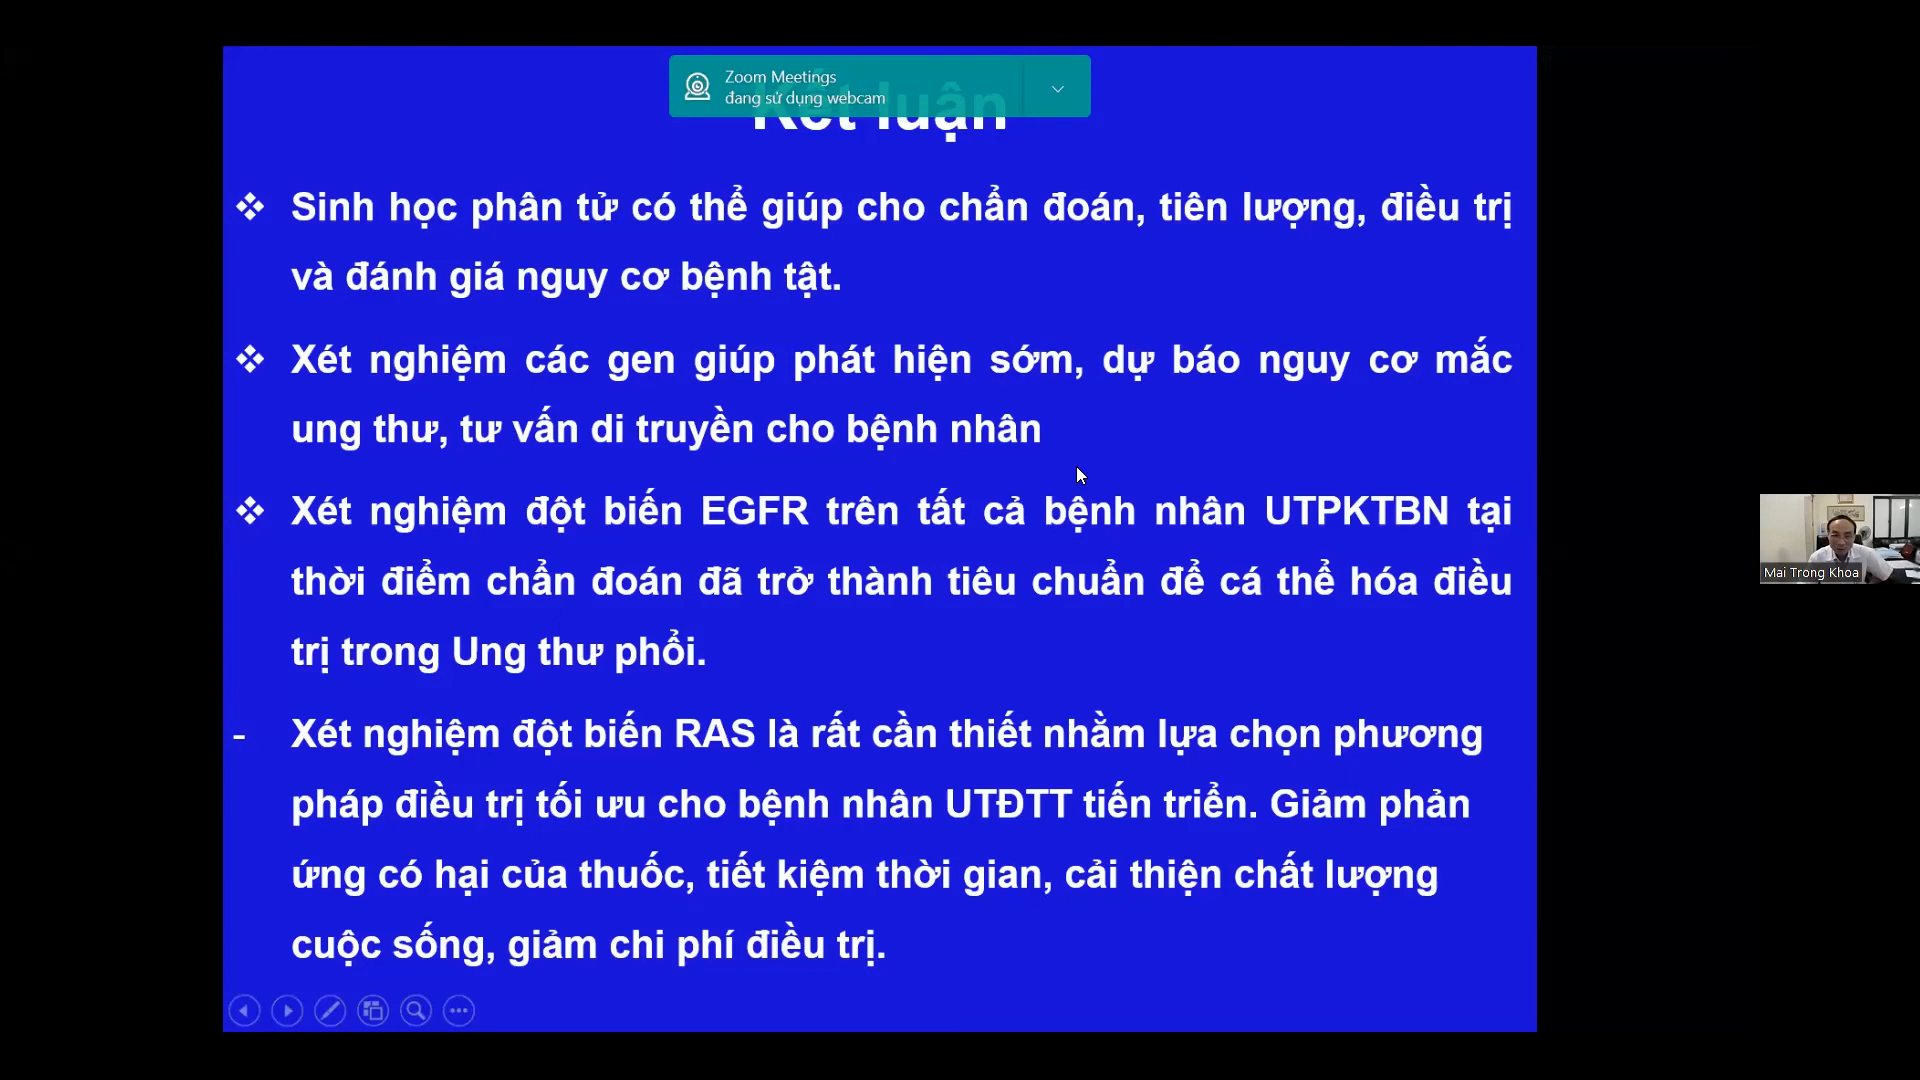 Zoom Meetings
đang sử dụng webcam
Kết luận
❖ Sinh học phân tử có thể giúp cho chẩn đoán, tiên lượng, điều trị
và đánh giá nguy cơ bệnh tật.
❖ Xét nghiệm các gen giúp phát hiện sớm, dự báo nguy cơ mắc
ung thư, tư vấn di truyền cho bệnh nhân
❖ Xét nghiệm đột biến EGFR trên tất cả bệnh nhân UTPKTBN tại
thời điểm chẩn đoán đã trở thành tiêu chuẩn để cá thể hóa điều
trị trong Ung thư phổi.
- Xét nghiệm đột biến RAS là rất cần thiết nhằm lựa chọn phương
pháp điều trị tối ưu cho bệnh nhân UTĐTT tiến triển. Giảm phản
ứng có hại của thuốc, tiết kiệm thời gian, cải thiện chất lượng
cuộc sống, giảm chi phí điều trị.
Mai Trong Khoa